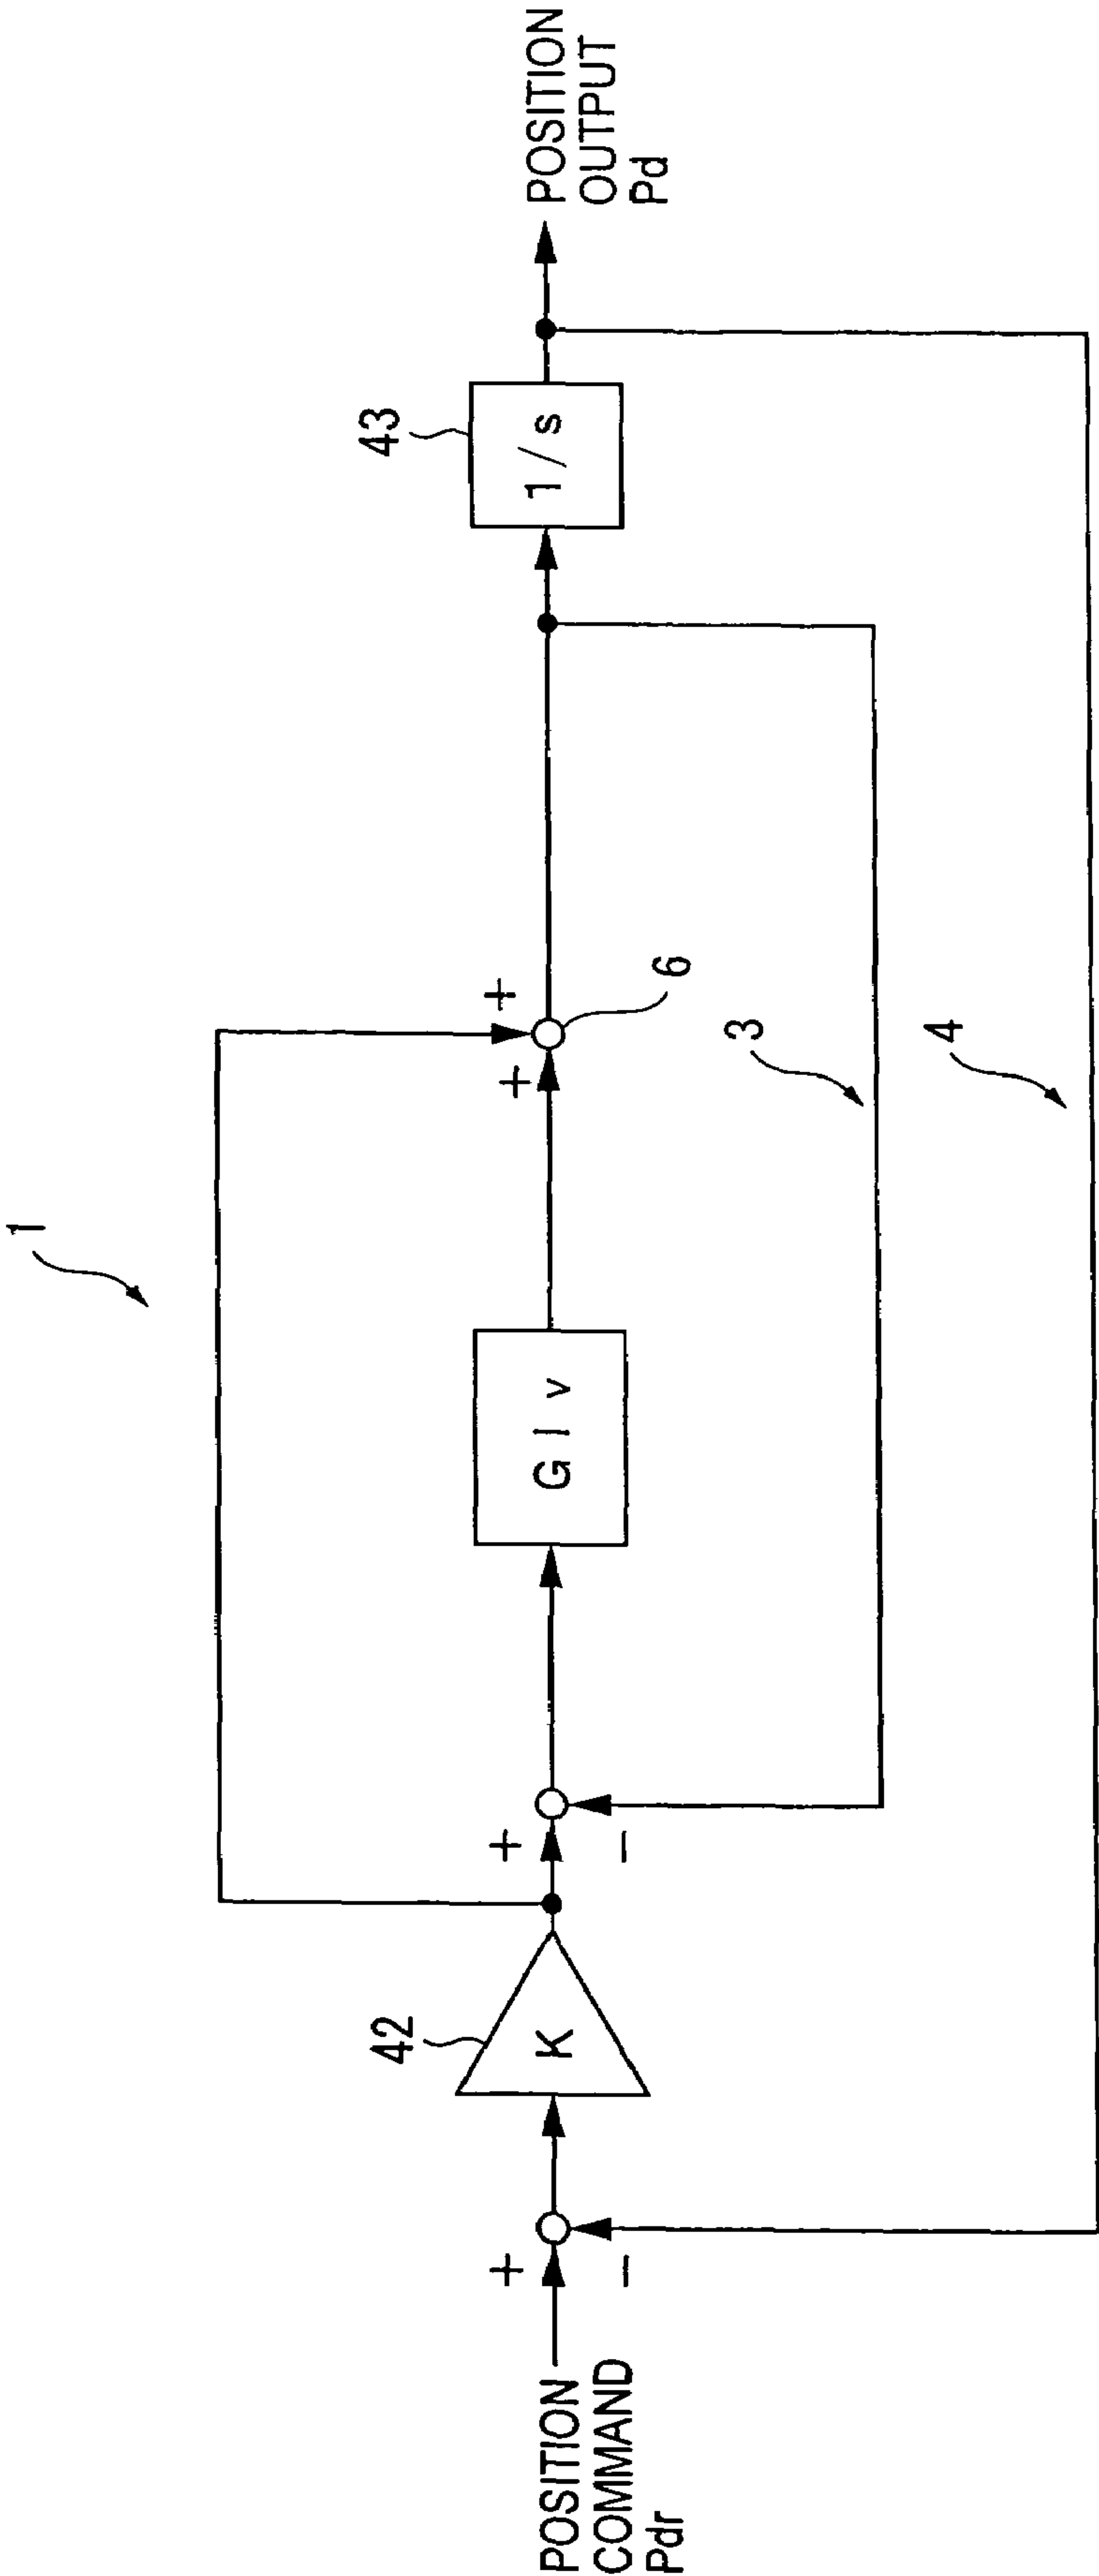 1
POSITION
COMMAND
Pdr
+
−
42
K
+
−
G l v
+
+
6
3
4
43
1/s
POSITION
OUTPUT
Pd